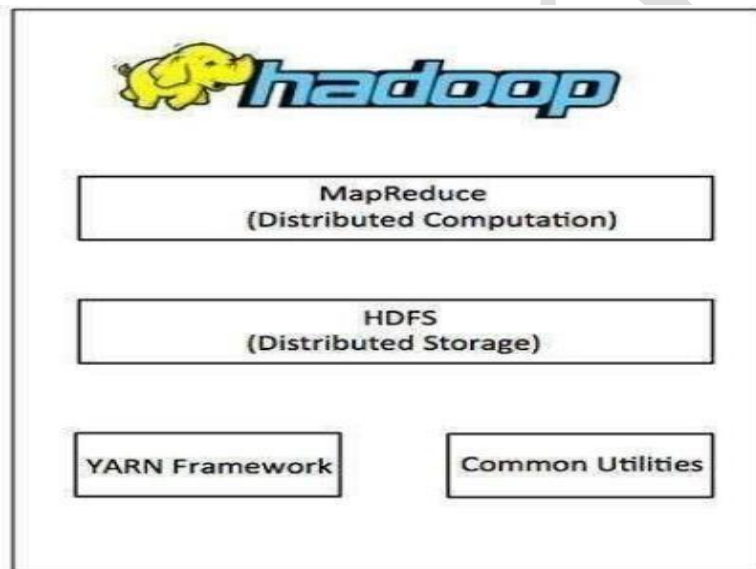 hadoop
MapReduce
(Distributed Computation)
HDFS
(Distributed Storage)
YARN Framework
Common Utilities